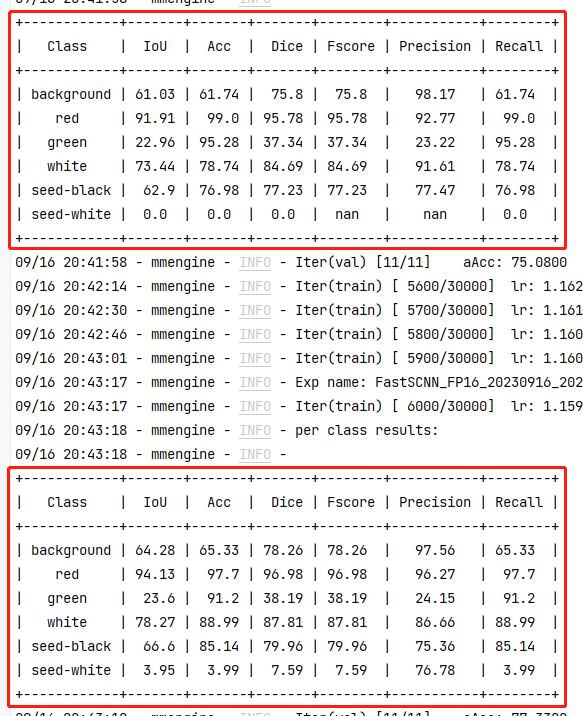 +------------+-------+-------+-------+--------+-----------+--------+
|   Class    |  IoU  |  Acc  |  Dice | Fscore | Precision | Recall |
+------------+-------+-------+-------+--------+-----------+--------+
| background | 61.03 | 61.74 |  75.8 |  75.8  |   98.17   | 61.74  |
|    red     | 91.91 |  99.0 | 95.78 | 95.78  |   92.77   |  99.0  |
|   green    | 22.96 | 95.28 | 37.34 | 37.34  |   23.22   | 95.28  |
|   white    | 73.44 | 78.74 | 84.69 | 84.69  |   91.61   | 78.74  |
| seed-black |  62.9 | 76.98 | 77.23 | 77.23  |   77.47   | 76.98  |
| seed-white |  0.0  |  0.0  |  0.0  |  nan   |    nan    |  0.0   |
+------------+-------+-------+-------+--------+-----------+--------+
09/16 20:41:58 - mmengine - INFO - Iter(val) [11/11]    aAcc: 75.0800
09/16 20:42:14 - mmengine - INFO - Iter(train) [ 5600/30000]  lr: 1.162
09/16 20:42:30 - mmengine - INFO - Iter(train) [ 5700/30000]  lr: 1.161
09/16 20:42:46 - mmengine - INFO - Iter(train) [ 5800/30000]  lr: 1.160
09/16 20:43:01 - mmengine - INFO - Iter(train) [ 5900/30000]  lr: 1.160
09/16 20:43:17 - mmengine - INFO - Exp name: FastSCNN_FP16_20230916_202
09/16 20:43:17 - mmengine - INFO - Iter(train) [ 6000/30000]  lr: 1.159
09/16 20:43:18 - mmengine - INFO - per class results:
09/16 20:43:18 - mmengine - INFO -
+------------+-------+-------+-------+--------+-----------+--------+
|   Class    |  IoU  |  Acc  |  Dice | Fscore | Precision | Recall |
+------------+-------+-------+-------+--------+-----------+--------+
| background | 64.28 | 65.33 | 78.26 | 78.26  |   97.56   | 65.33  |
|    red     | 94.13 |  97.7 | 96.98 | 96.98  |   96.27   |  97.7  |
|   green    |  23.6 |  91.2 | 38.19 | 38.19  |   24.15   |  91.2  |
|   white    | 78.27 | 88.99 | 87.81 | 87.81  |   86.66   | 88.99  |
| seed-black |  66.6 | 85.14 | 79.96 | 79.96  |   75.36   | 85.14  |
| seed-white |  3.95 |  3.99 |  7.59 |  7.59  |   76.78   |  3.99  |
+------------+-------+-------+-------+--------+-----------+--------+